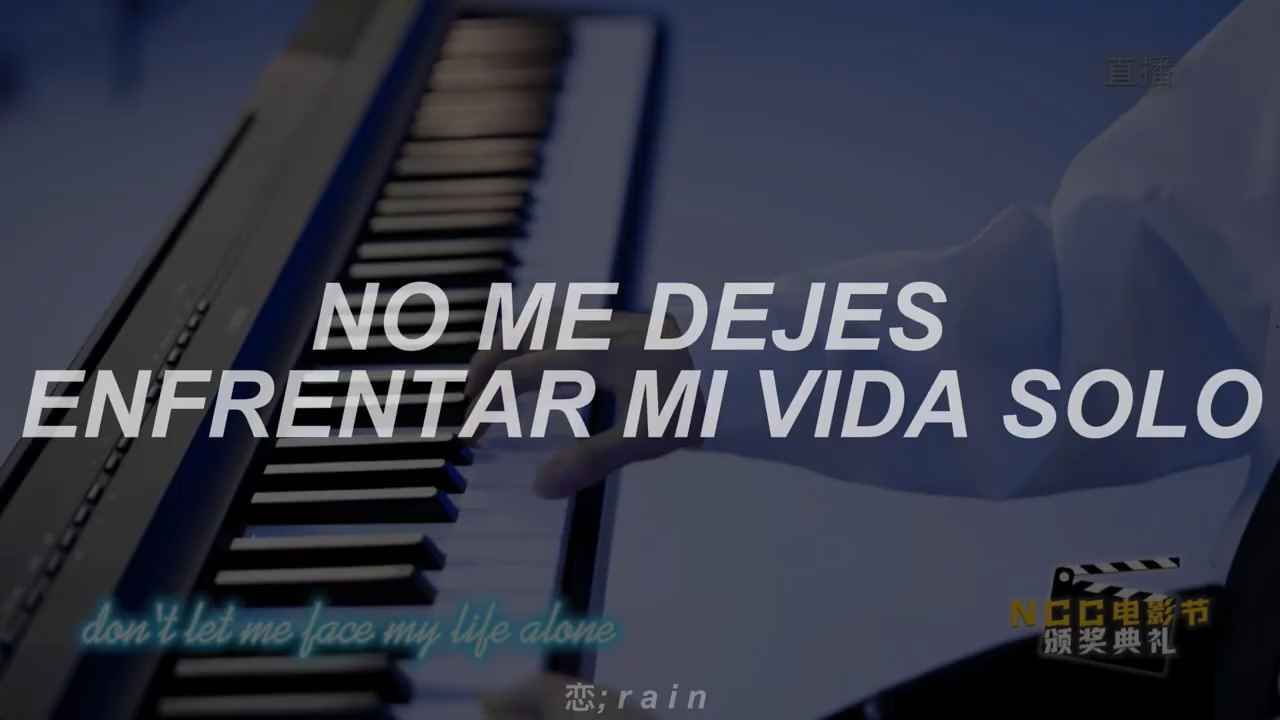 直播
NO ME DEJES
ENFRENTAR MI VIDA SOLO
don't let me face my life alone
NCC电影节
颁奖典礼
恋;rain